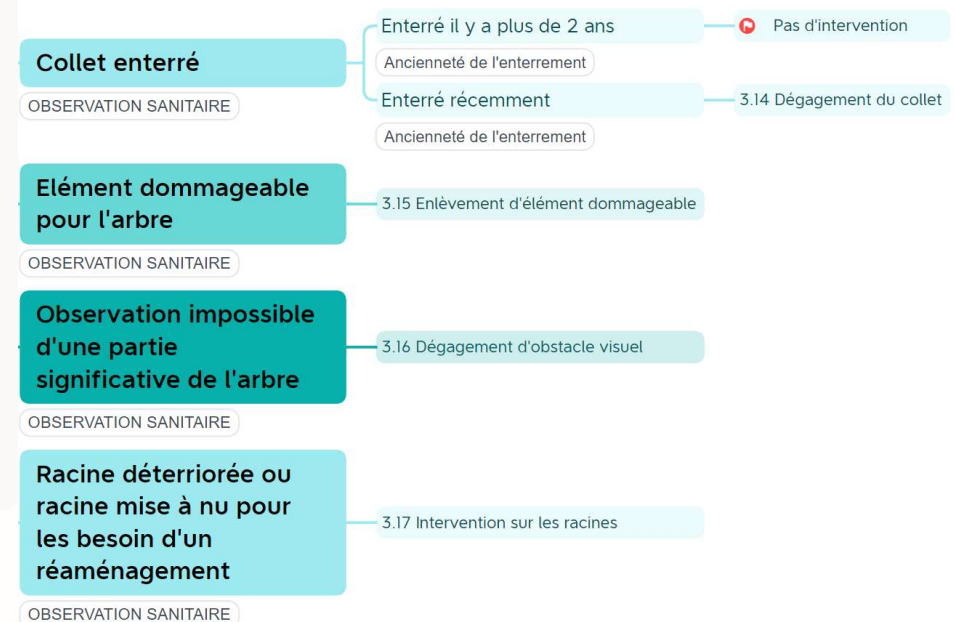 Collet enterré
OBSERVATION SANITAIRE
Enterré il y a plus de 2 ans
Ancienneté de l'enterrement
Pas d'intervention
Enterré récemment
Ancienneté de l'enterrement
3.14 Dégagement du collet
Elément dommageable
pour l'arbre
OBSERVATION SANITAIRE
3.15 Enlèvement d'élément dommageable
Observation impossible
d'une partie
significative de l'arbre
OBSERVATION SANITAIRE
3.16 Dégagement d'obstacle visuel
Racine déterriorée ou
racine mise à nu pour
les besoin d'un
réaménagement
OBSERVATION SANITAIRE
3.17 Intervention sur les racines